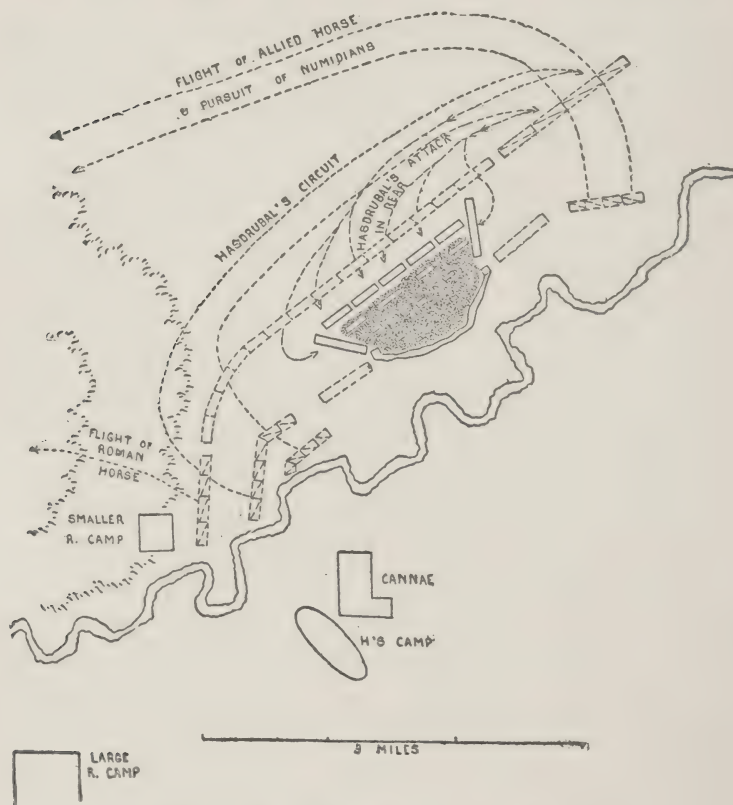 FLIGHT OF ALLIED HORSE
& PURSUIT OF NUMIDIANS
HASDRUBAL'S CIRCUIT
HASDRUBAL'S ATTACK
IN REAR
FLIGHT OF
ROMAN
HORSE
SMALLER
R. CAMP
CANNAE
H'S CAMP
3 MILES
LARGE
R. CAMP